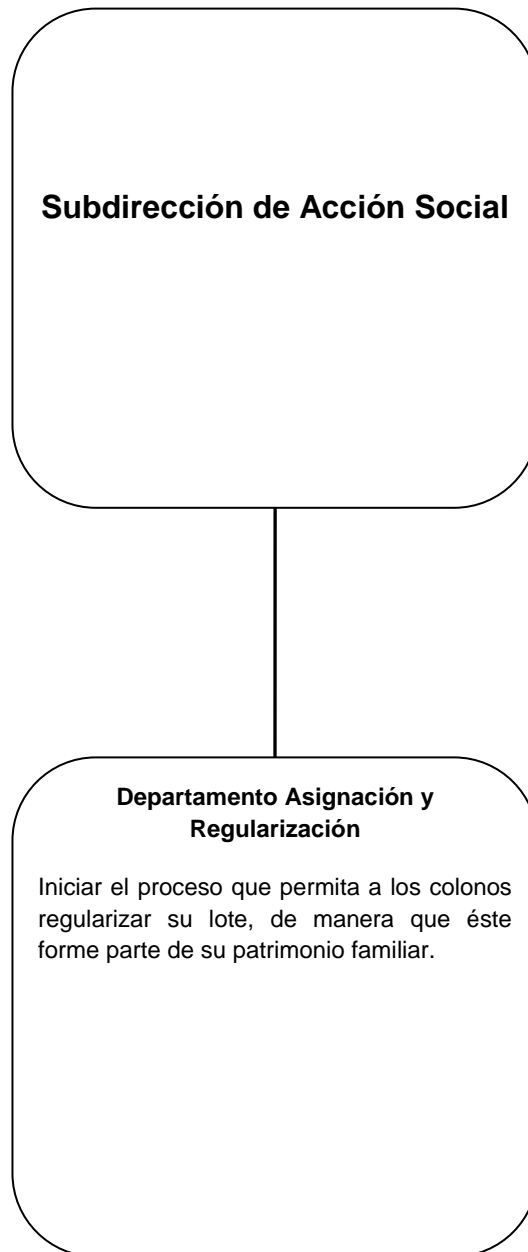 Subdirección de Acción Social
Departamento Asignación y
Regularización
Iniciar el proceso que permita a los colonos
regularizar su lote, de manera que éste
forme parte de su patrimonio familiar.